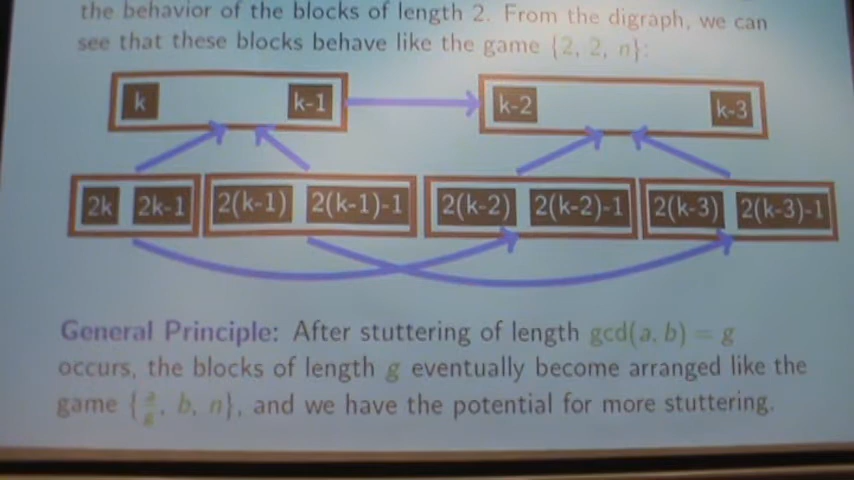 the behavior of the blocks of length 2. From the digraph, we can
see that these blocks behave like the game {2, 2, n}:
k k-1 k-2 k-3
2k 2k-1 2(k-1) 2(k-1)-1 2(k-2) 2(k-2)-1 2(k-3) 2(k-3)-1
General Principle: After stuttering of length gcd(a, b) = g
occurs, the blocks of length g eventually become arranged like the
game {a/g, b, n}, and we have the potential for more stuttering.